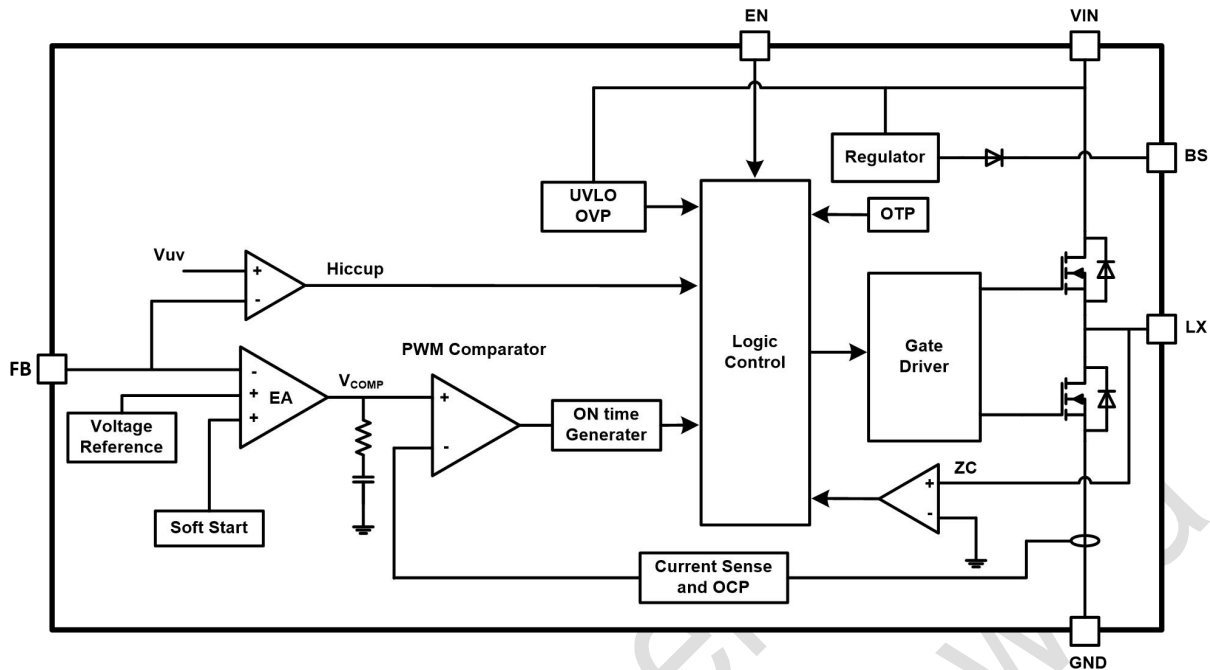 EN
VIN
Regulator
BS
UVLO
OVP
OTP
Vuv
+
-
Hiccup
Logic
Control
Gate
Driver
LX
FB
PWM Comparator
-
+
+
EA
VCOMP
+
-
ON time
Generater
Voltage
Reference
Soft Start
ZC
+
-
Current Sense
and OCP
GND